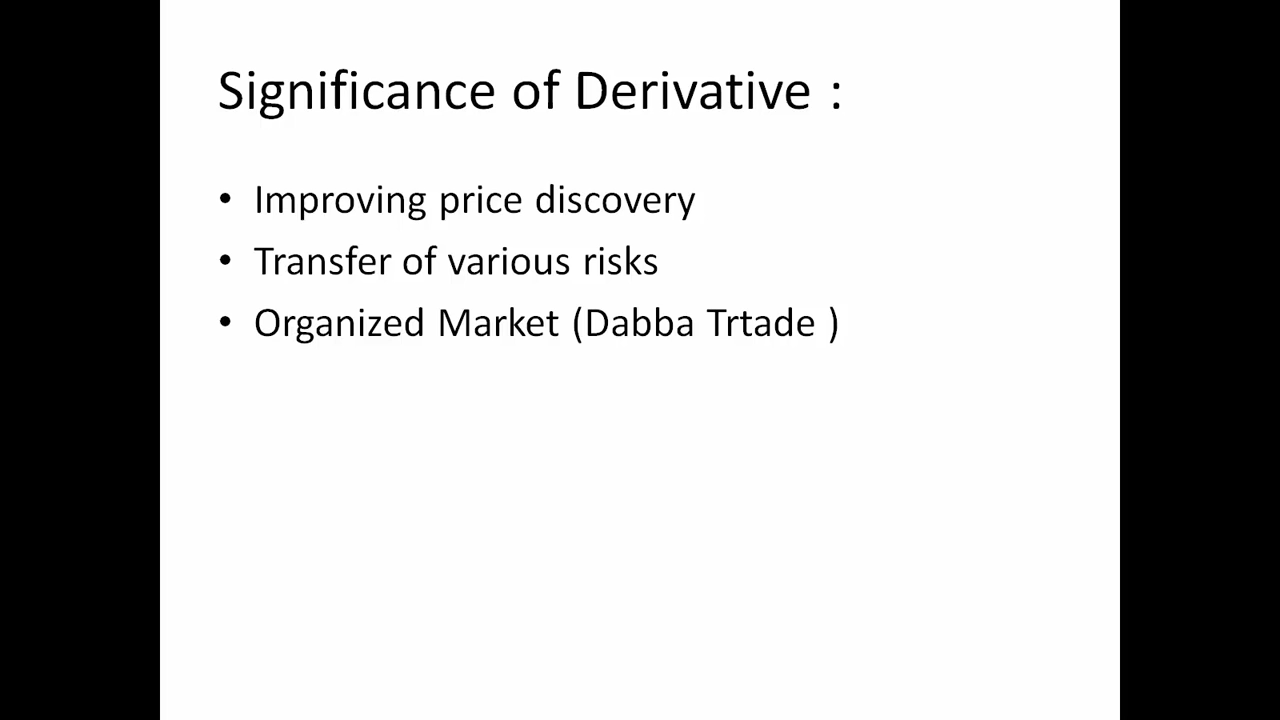 Significance of Derivative :
• Improving price discovery
• Transfer of various risks
• Organized Market (Dabba Trtade )